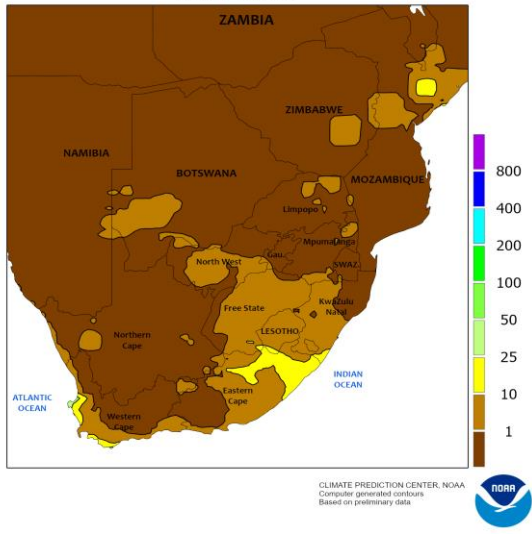 ZAMBIA
ZIMBABWE
NAMIBIA
BOTSWANA
MOZAMBIQUE
Limpopo
Mpumalanga
Gau.
North West
SWAZ.
Free State
KwaZulu
Natal
LESOTHO
Northern
Cape
Eastern
Cape
Western
Cape
ATLANTIC
OCEAN
INDIAN
OCEAN
800
400
200
100
50
25
10
1
CLIMATE PREDICTION CENTER, NOAA
Computer generated contours
Based on preliminary data
NOAA